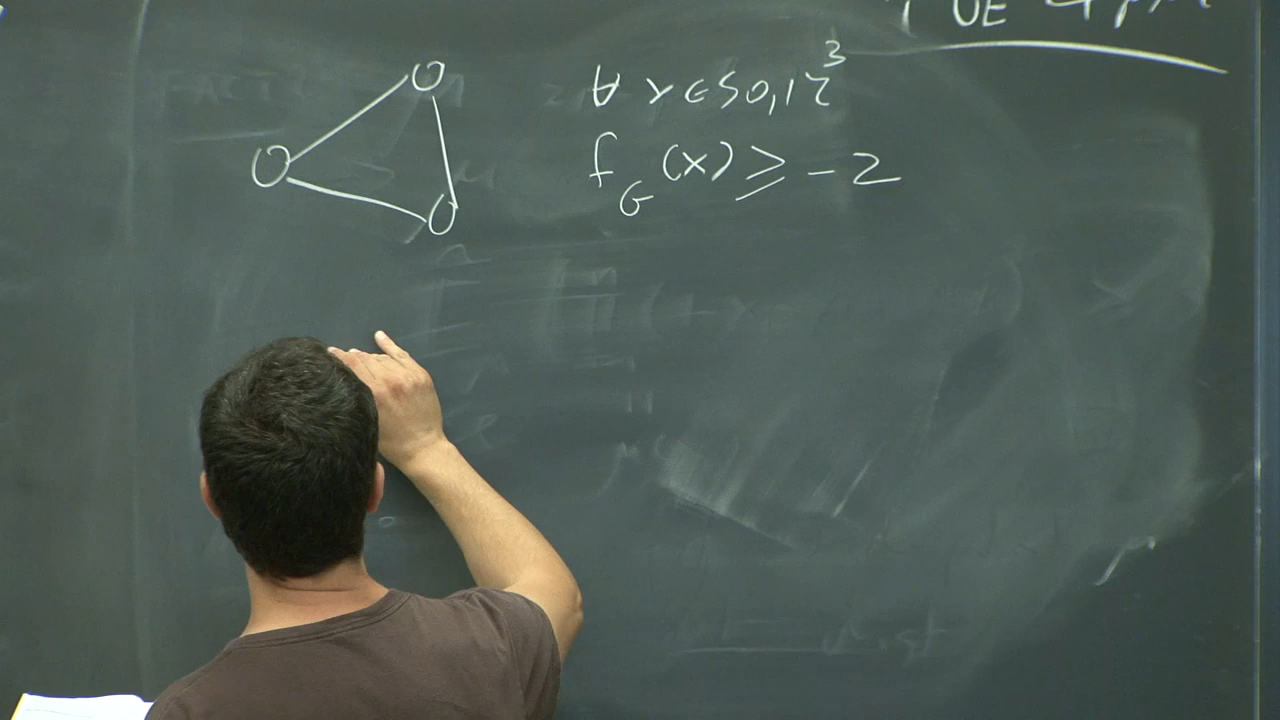 ∀ x ∈ {0,1}³
f_G(x) ≥ -2